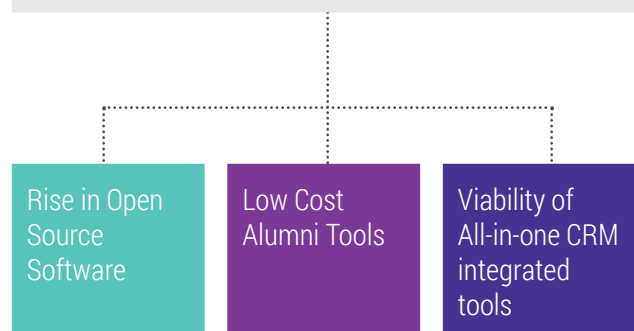 Rise in Open
Source
Software
Low Cost
Alumni Tools
Viability of
All-in-one CRM
integrated
tools